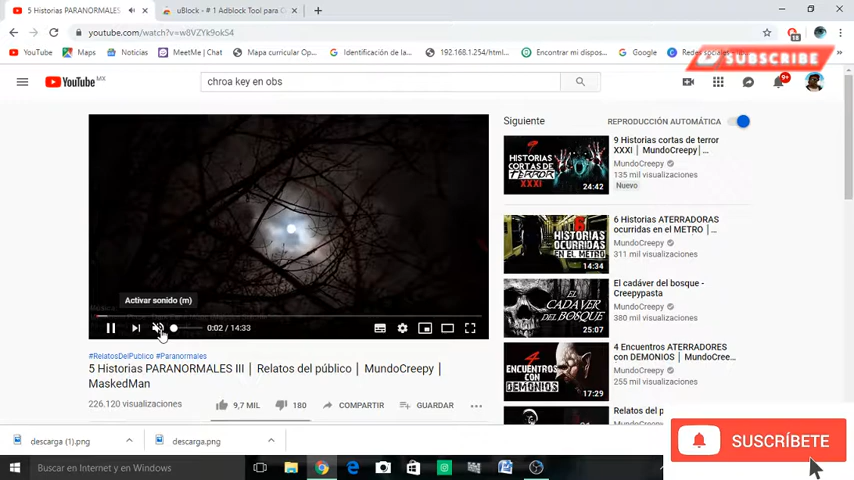 5 Historias PARANORMALES
uBlock - # 1 Adblock Tool para C
youtube.com/watch?v=w8VZYk9okS4
YouTube
Maps
Noticias
MeetMe | Chat
Mapa curricular Op...
Identificación de la...
192.168.1.254/html...
Encontrar mi dispos...
Google
Redes sociales
SUBSCRIBE
YouTube MX
chroa key en obs
9+
Siguiente
REPRODUCCIÓN AUTOMÁTICA
9 HISTORIAS CORTAS DE TERROR XXXI
24:42
9 Historias cortas de terror
XXXI │ MundoCreepy│...
MundoCreepy
135 mil visualizaciones
Nuevo
6 HISTORIAS OCURRIDAS EN EL METRO
14:34
6 Historias ATERRADORAS
ocurridas en el METRO │...
MundoCreepy
311 mil visualizaciones
EL CADAVER DEL BOSQUE
25:07
El cadáver del bosque -
Creepypasta
MundoCreepy
380 mil visualizaciones
4 ENCUENTROS CON DEMONIOS
17:29
4 Encuentros ATERRADORES
con DEMONIOS │ MundoCree...
MundoCreepy
255 mil visualizaciones
Relatos del p
Activar sonido (m)
0:02 / 14:33
#RelatosDelPublico #Paranormales
5 Historias PARANORMALES III │ Relatos del público │ MundoCreepy │
MaskedMan
226.120 visualizaciones
9,7 MIL
180
COMPARTIR
GUARDAR
descarga (1).png
descarga.png
SUSCRÍBETE
Buscar en Internet y en Windows